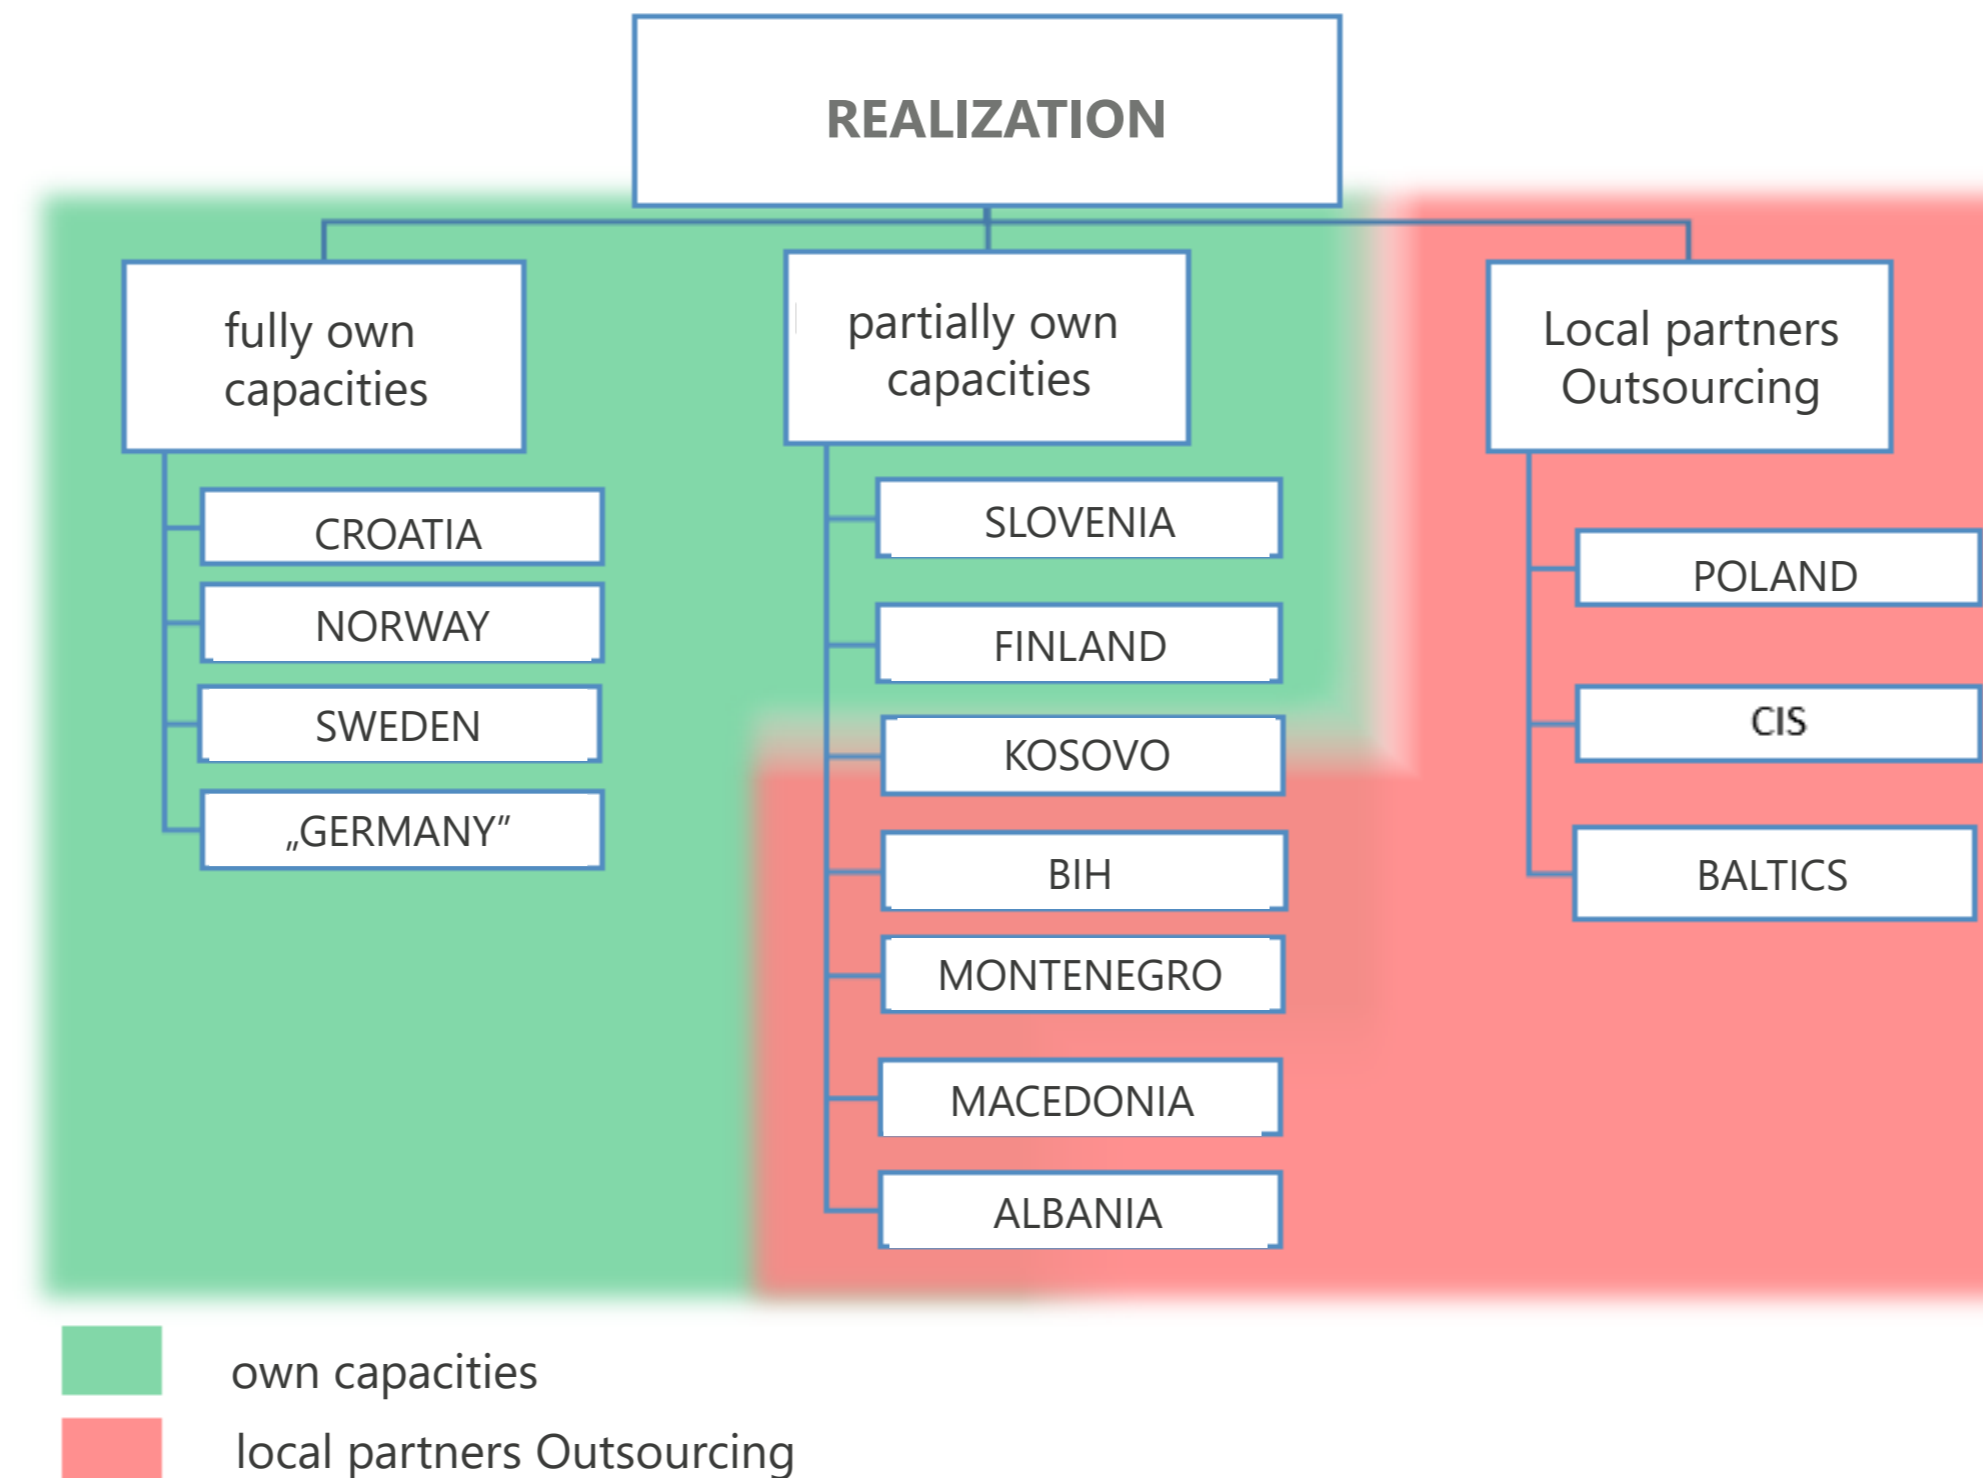 REALIZATION
fully own
capacities
CROATIA
NORWAY
SWEDEN
„GERMANY”
partially own
capacities
SLOVENIA
FINLAND
KOSOVO
BIH
MONTENEGRO
MACEDONIA
ALBANIA
Local partners
Outsourcing
POLAND
CIS
BALTICS
own capacities
local partners Outsourcing